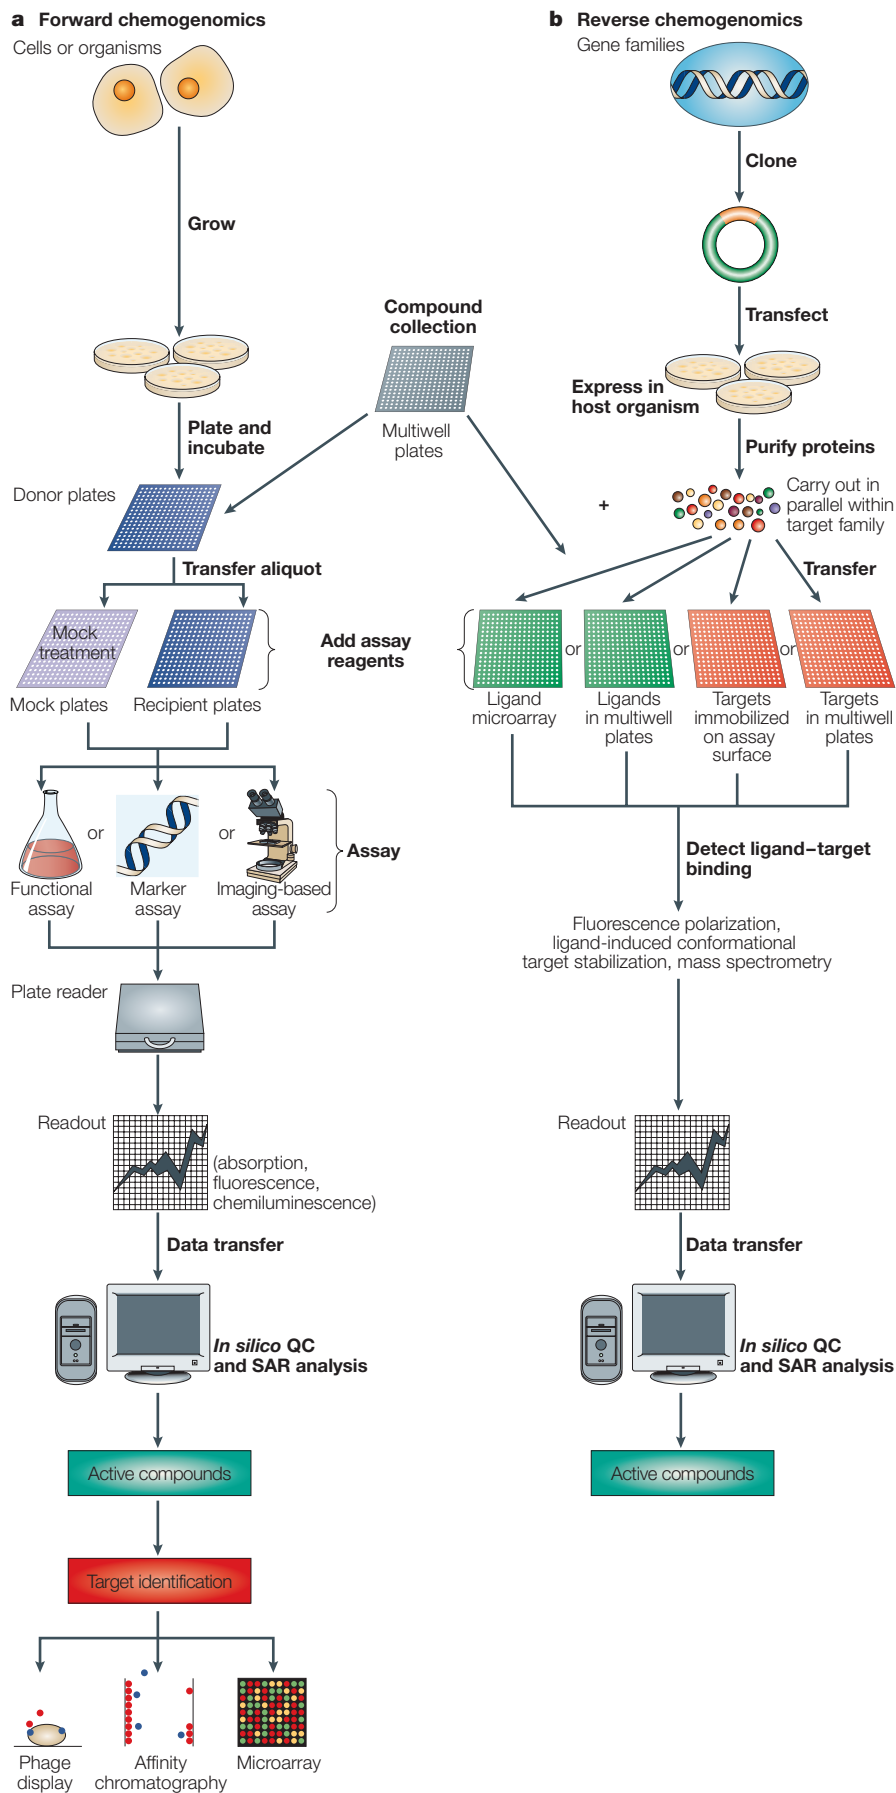 a Forward chemogenomics
Cells or organisms
Grow
Plate and
incubate
Donor plates
Transfer aliquot
Mock
treatment
Mock plates
Recipient plates
Compound
collection
Multiwell
plates
Add assay
reagents
or
or
Functional
assay
Marker
assay
Imaging-based
assay
Assay
Plate reader
Readout
(absorption,
fluorescence,
chemiluminescence)
Data transfer
In silico QC
and SAR analysis
Active compounds
Target identification
Phage
display
Affinity
chromatography
Microarray
b Reverse chemogenomics
Gene families
Clone
Transfect
Express in
host organism
Purify proteins
+
Carry out in
parallel within
target family
Transfer
or
or
or
Ligand
microarray
Ligands
in multiwell
plates
Targets
immobilized
on assay
surface
Targets
in multiwell
plates
Detect ligand–target
binding
Fluorescence polarization,
ligand-induced conformational
target stabilization, mass spectrometry
Readout
Data transfer
In silico QC
and SAR analysis
Active compounds